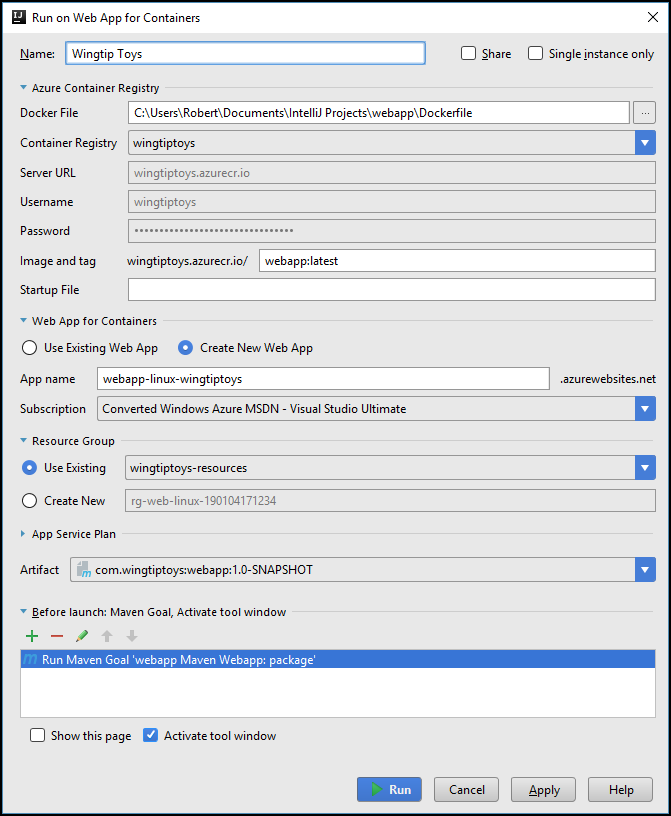 Run on Web App for Containers
Name: Wingtip Toys Share Single instance only
Azure Container Registry
Docker File C:\Users\Robert\Documents\IntelliJ Projects\webapp\Dockerfile ...
Container Registry wingtiptoys
Server URL wingtiptoys.azurecr.io
Username wingtiptoys
Password ••••••••••••••••••••••••••••••••
Image and tag wingtiptoys.azurecr.io/ webapp:latest
Startup File
Web App for Containers
Use Existing Web App Create New Web App
App name webapp-linux-wingtiptoys .azurewebsites.net
Subscription Converted Windows Azure MSDN - Visual Studio Ultimate
Resource Group
Use Existing wingtiptoys-resources
Create New rg-web-linux-190104171234
App Service Plan
Artifact com.wingtiptoys:webapp:1.0-SNAPSHOT
Before launch: Maven Goal, Activate tool window
Run Maven Goal 'webapp Maven Webapp: package'
Show this page Activate tool window
Run Cancel Apply Help